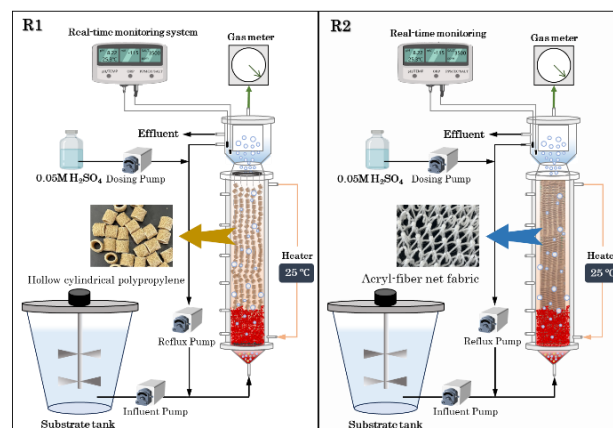 R1
Real-time monitoring system
Gas meter
Effluent
0.05M H₂SO₄
Dosing Pump
Hollow cylindrical polypropylene
Heater
25 ℃
Reflux Pump
Influent Pump
Substrate tank
R2
Real-time monitoring
Gas meter
Effluent
0.05M H₂SO₄
Dosing Pump
Acryl-fiber net fabric
Heater
25 ℃
Reflux Pump
Influent Pump
Substrate tank